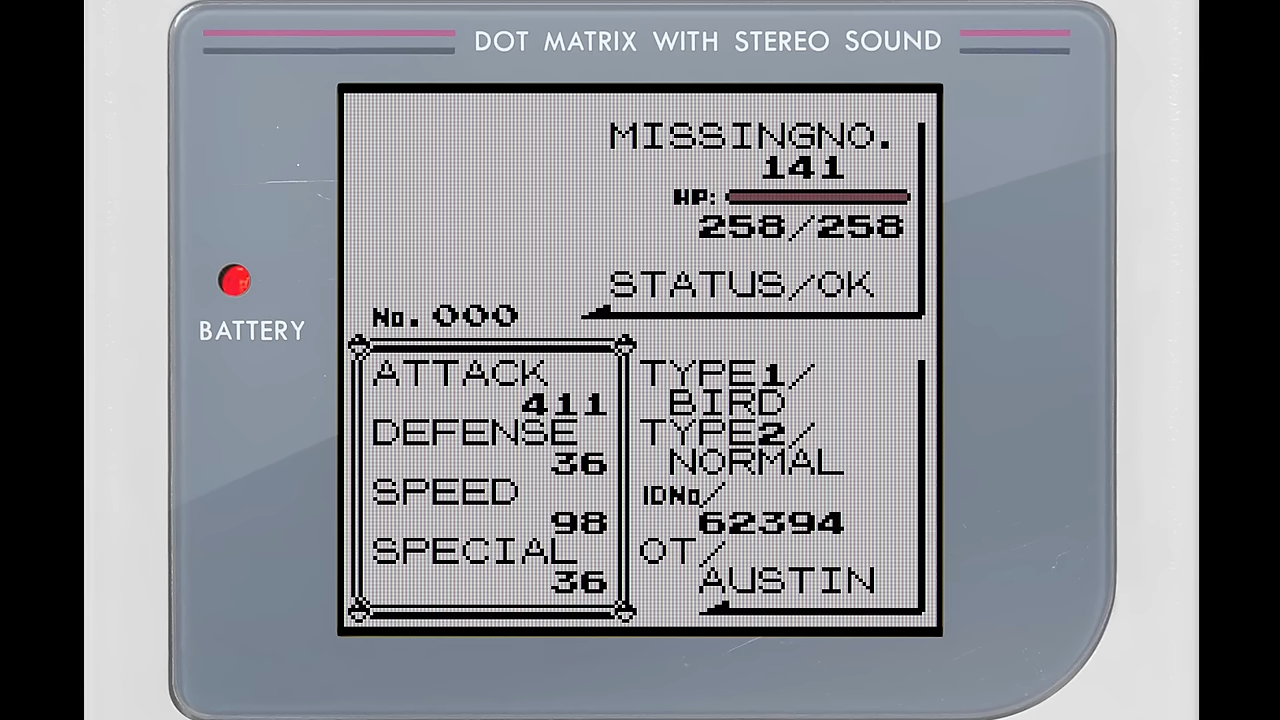 DOT MATRIX WITH STEREO SOUND
MISSINGNO.
141
HP:
258/258
STATUS/OK
No. 000
BATTERY
ATTACK
411
DEFENSE
36
SPEED
98
SPECIAL
36
TYPE1/
BIRD
TYPE2/
NORMAL
IDNo/
62394
OT/
AUSTIN